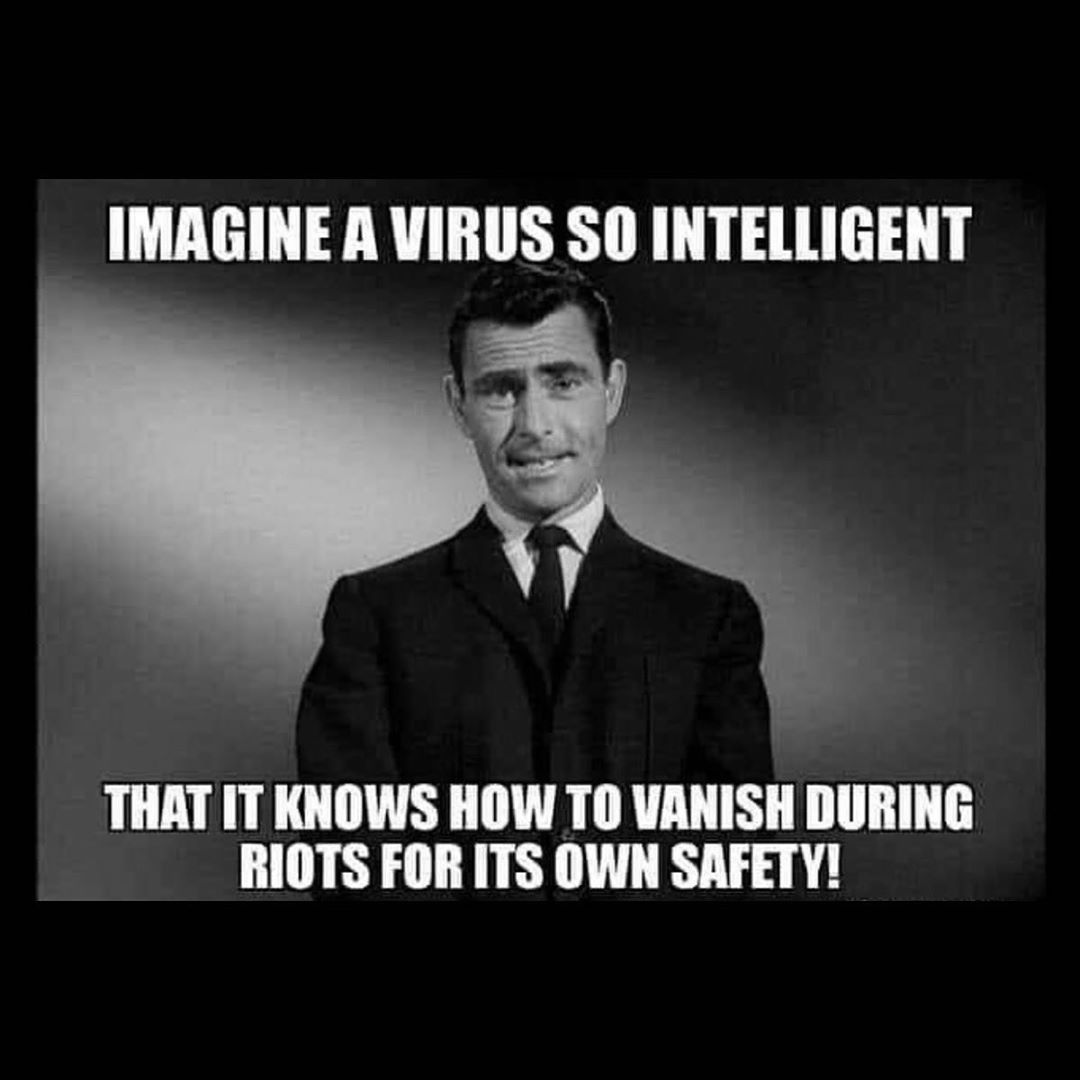 IMAGINE A VIRUS SO INTELLIGENT
THAT IT KNOWS HOW TO VANISH DURING
RIOTS FOR ITS OWN SAFETY!